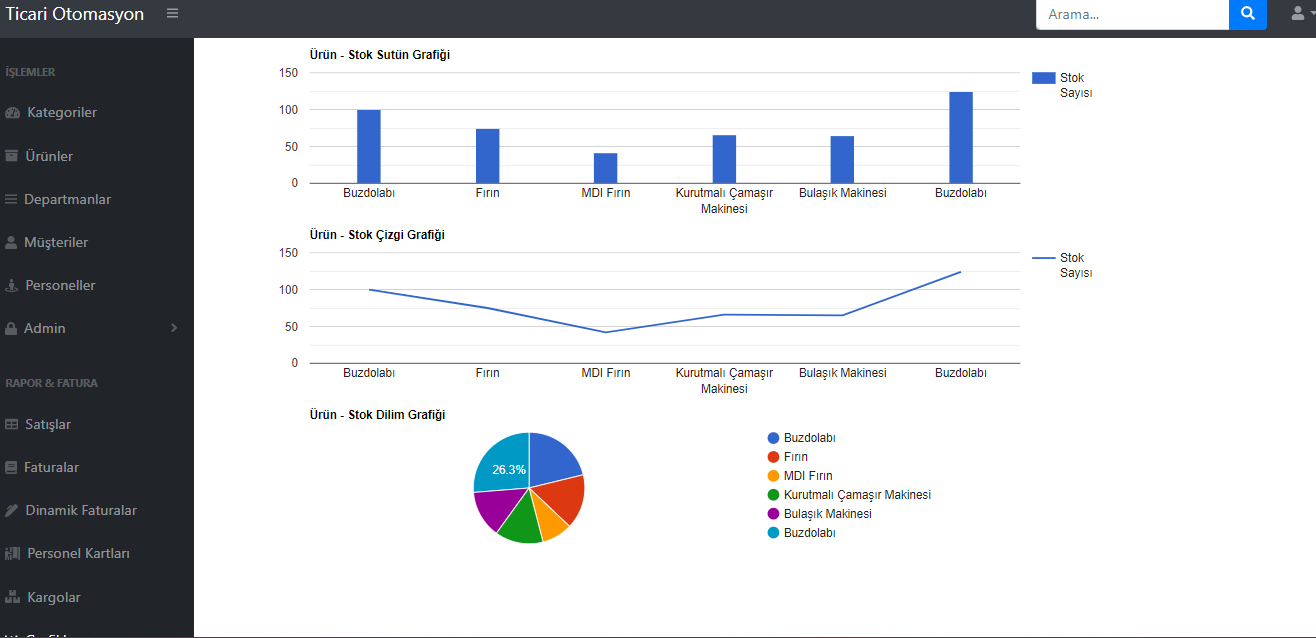 Ticari Otomasyon
Arama...
İŞLEMLER
Kategoriler
Ürünler
Departmanlar
Müşteriler
Personeller
Admin
RAPOR & FATURA
Satışlar
Faturalar
Dinamik Faturalar
Personel Kartları
Kargolar
Ürün - Stok Sutün Grafiği
150
100
50
0
Buzdolabı
Fırın
MDI Fırın
Kurutmalı Çamaşır
Makinesi
Bulaşık Makinesi
Buzdolabı
Stok
Sayısı
Ürün - Stok Çizgi Grafiği
150
100
50
0
Buzdolabı
Fırın
MDI Fırın
Kurutmalı Çamaşır
Makinesi
Bulaşık Makinesi
Buzdolabı
Stok
Sayısı
Ürün - Stok Dilim Grafiği
26.3%
Buzdolabı
Fırın
MDI Fırın
Kurutmalı Çamaşır Makinesi
Bulaşık Makinesi
Buzdolabı